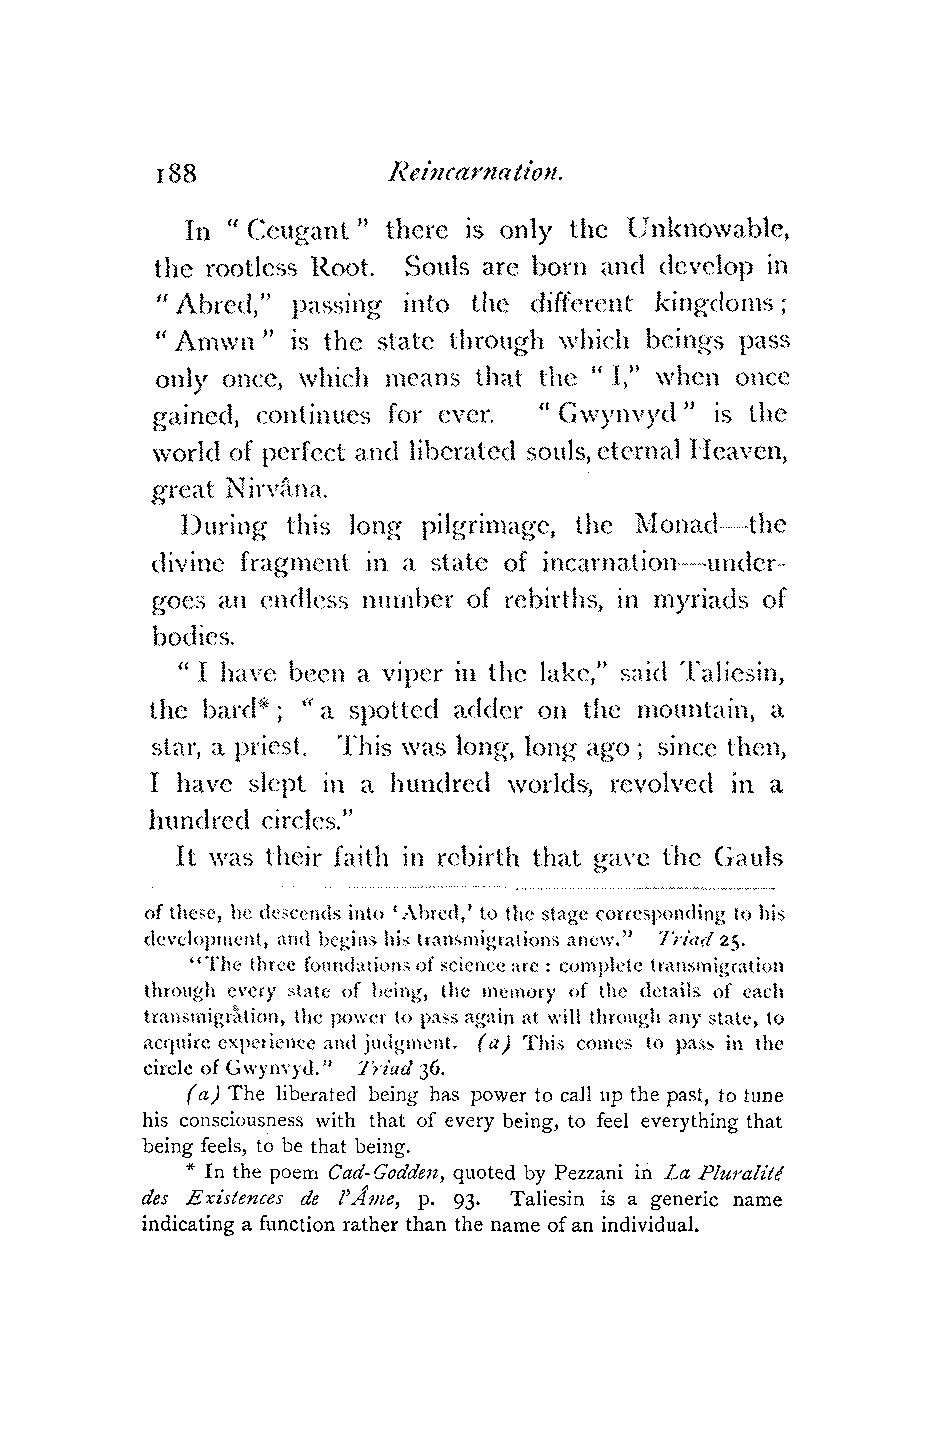 188 Reincarnation.
In “ Ceugant ” there is only the Unknowable,
the rootless Root. Souls are born and develop in
“ Abred,” passing into the different kingdoms ;
“ Amwn ” is the state through which beings pass
only once, which means that the “ I,” when once
gained, continues for ever. “ Gwynvyd ” is the
world of perfect and liberated souls, eternal Heaven,
great Nirvâna.
During this long pilgrimage, the Monad—the
divine fragment in a state of incarnation—under-
goes an endless number of rebirths, in myriads of
bodies.
“ I have been a viper in the lake,” said Taliesin,
the bard* ; “ a spotted adder on the mountain, a
star, a priest. This was long, long ago ; since then,
I have slept in a hundred worlds, revolved in a
hundred circles.”
It was their faith in rebirth that gave the Gauls
of these, he descends into ‘Abred,’ to the stage corresponding to his
development, and begins his transmigrations anew.” Triad 25.
“The three foundations of science are : complete transmigration
through every state of being, the memory of the details of each
transmigration, the power to pass again at will through any state, to
acquire experience and judgment. (a) This comes to pass in the
circle of Gwynvyd.” Triad 36.
(a) The liberated being has power to call up the past, to tune
his consciousness with that of every being, to feel everything that
being feels, to be that being.
* In the poem Cad-Godden, quoted by Pezzani in La Pluralité
des Existences de l’Âme, p. 93. Taliesin is a generic name
indicating a function rather than the name of an individual.